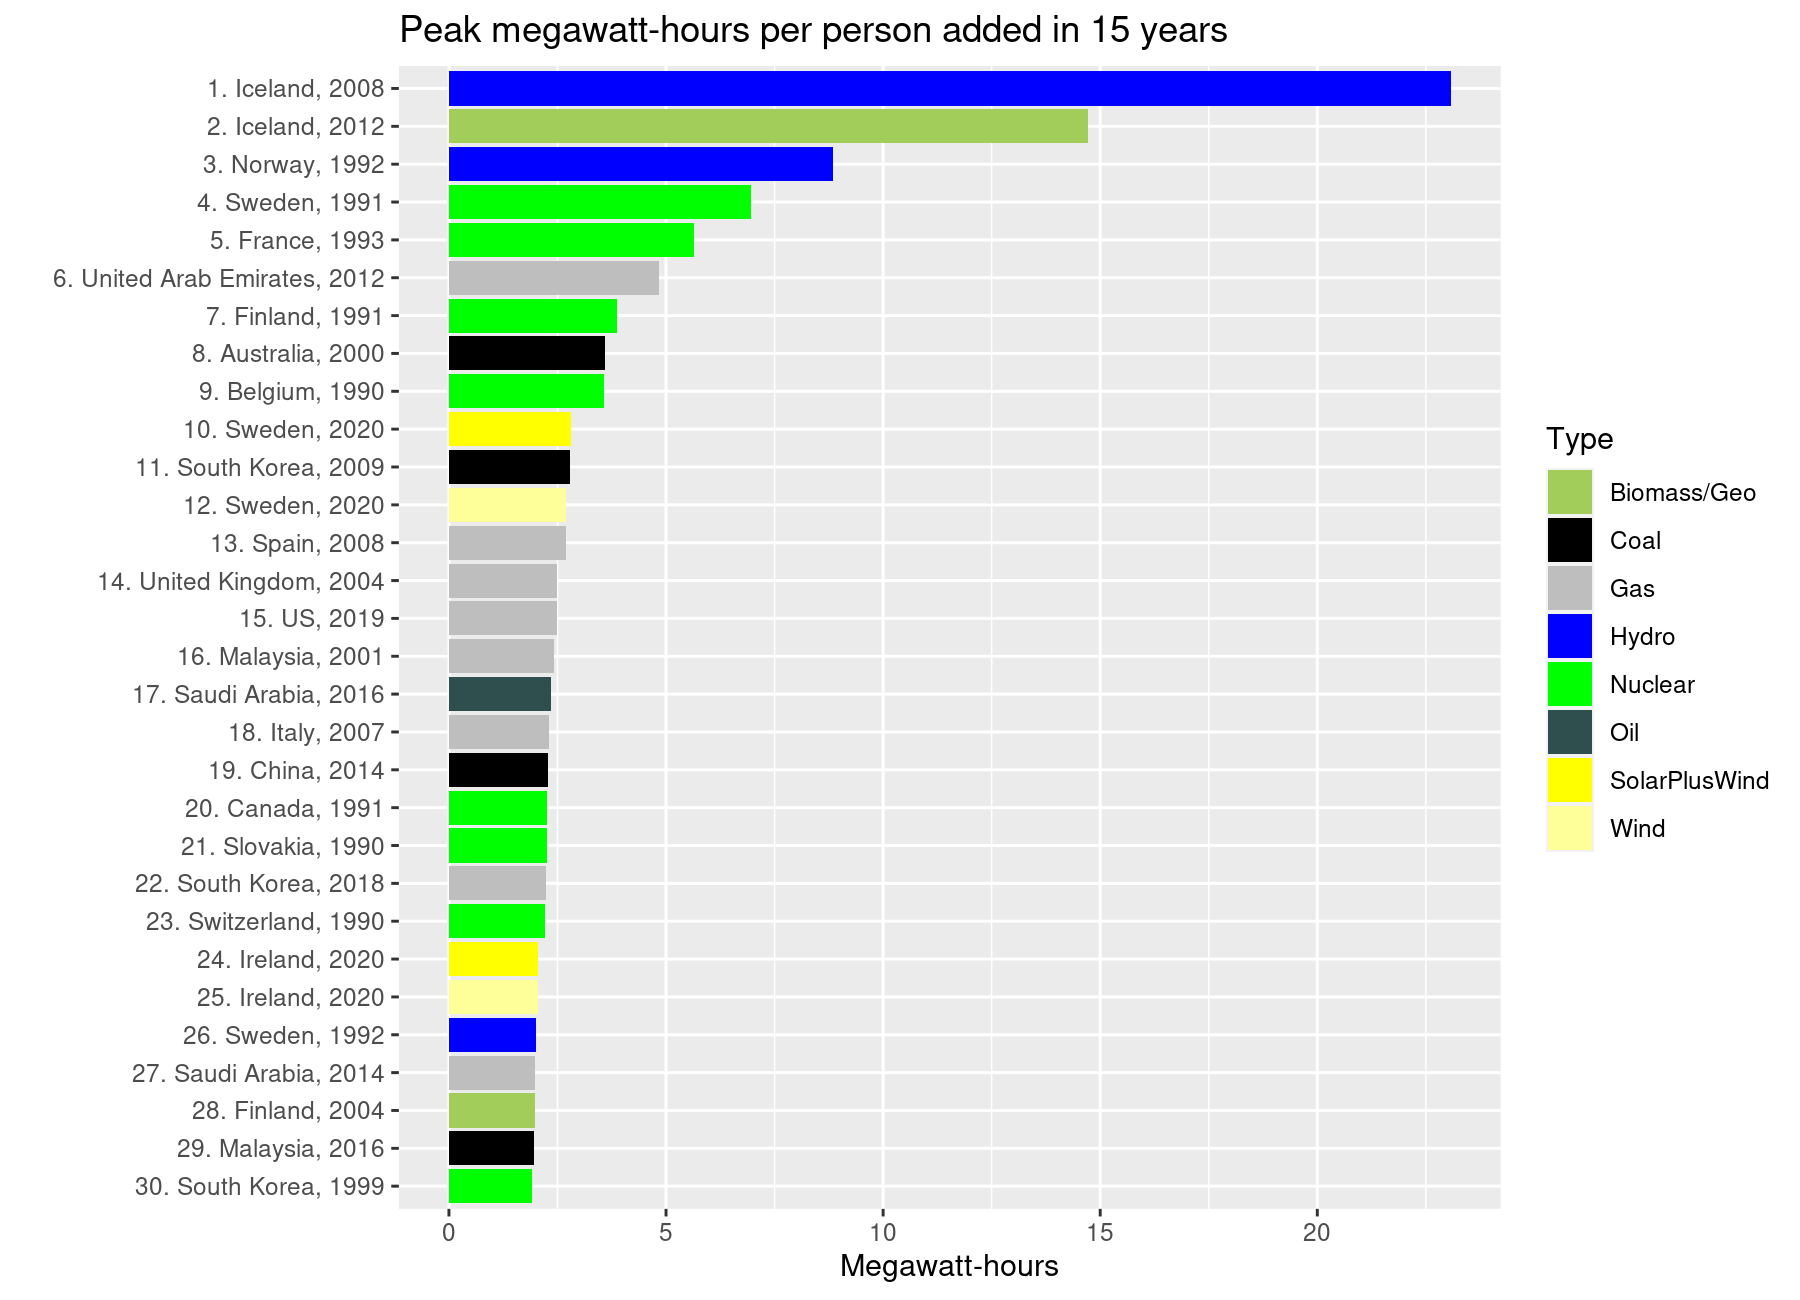 Peak megawatt-hours per person added in 15 years
1. Iceland, 2008
2. Iceland, 2012
3. Norway, 1992
4. Sweden, 1991
5. France, 1993
6. United Arab Emirates, 2012
7. Finland, 1991
8. Australia, 2000
9. Belgium, 1990
10. Sweden, 2020
11. South Korea, 2009
12. Sweden, 2020
13. Spain, 2008
14. United Kingdom, 2004
15. US, 2019
16. Malaysia, 2001
17. Saudi Arabia, 2016
18. Italy, 2007
19. China, 2014
20. Canada, 1991
21. Slovakia, 1990
22. South Korea, 2018
23. Switzerland, 1990
24. Ireland, 2020
25. Ireland, 2020
26. Sweden, 1992
27. Saudi Arabia, 2014
28. Finland, 2004
29. Malaysia, 2016
30. South Korea, 1999
0 5 10 15 20
Megawatt-hours
Type
Biomass/Geo
Coal
Gas
Hydro
Nuclear
Oil
SolarPlusWind
Wind